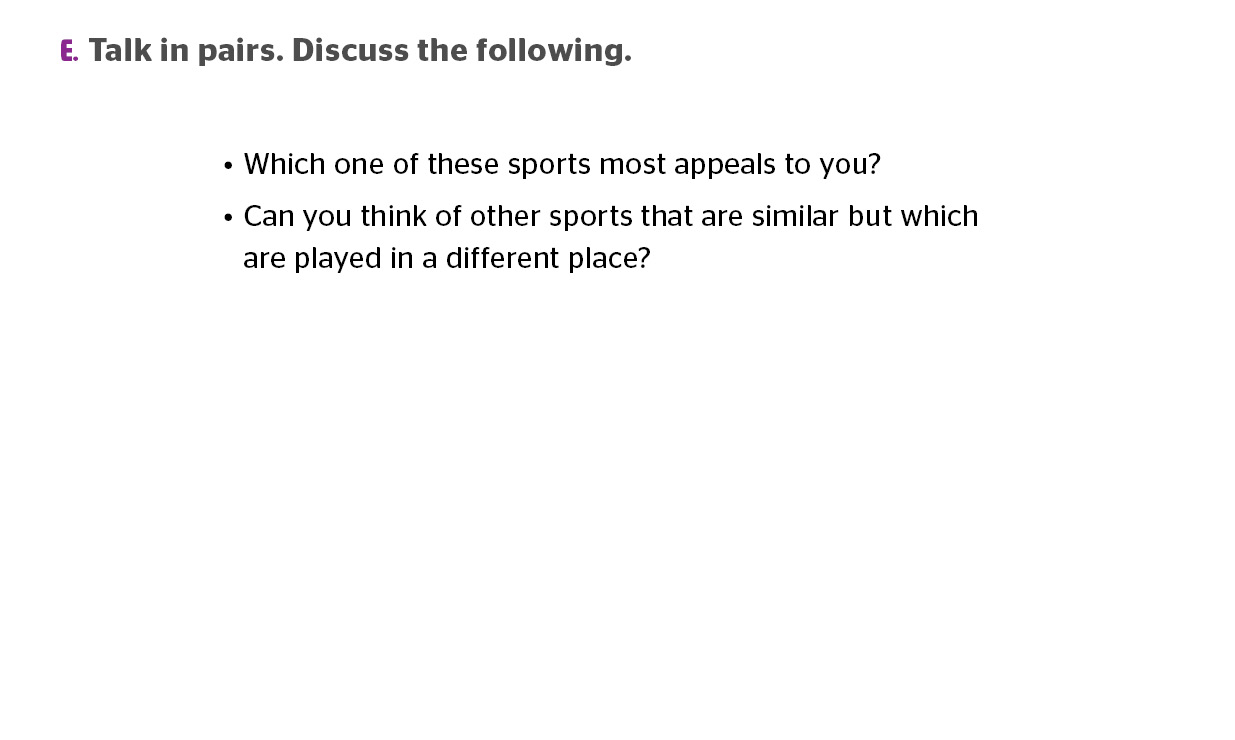 E. Talk in pairs. Discuss the following.
• Which one of these sports most appeals to you?
• Can you think of other sports that are similar but which
are played in a different place?